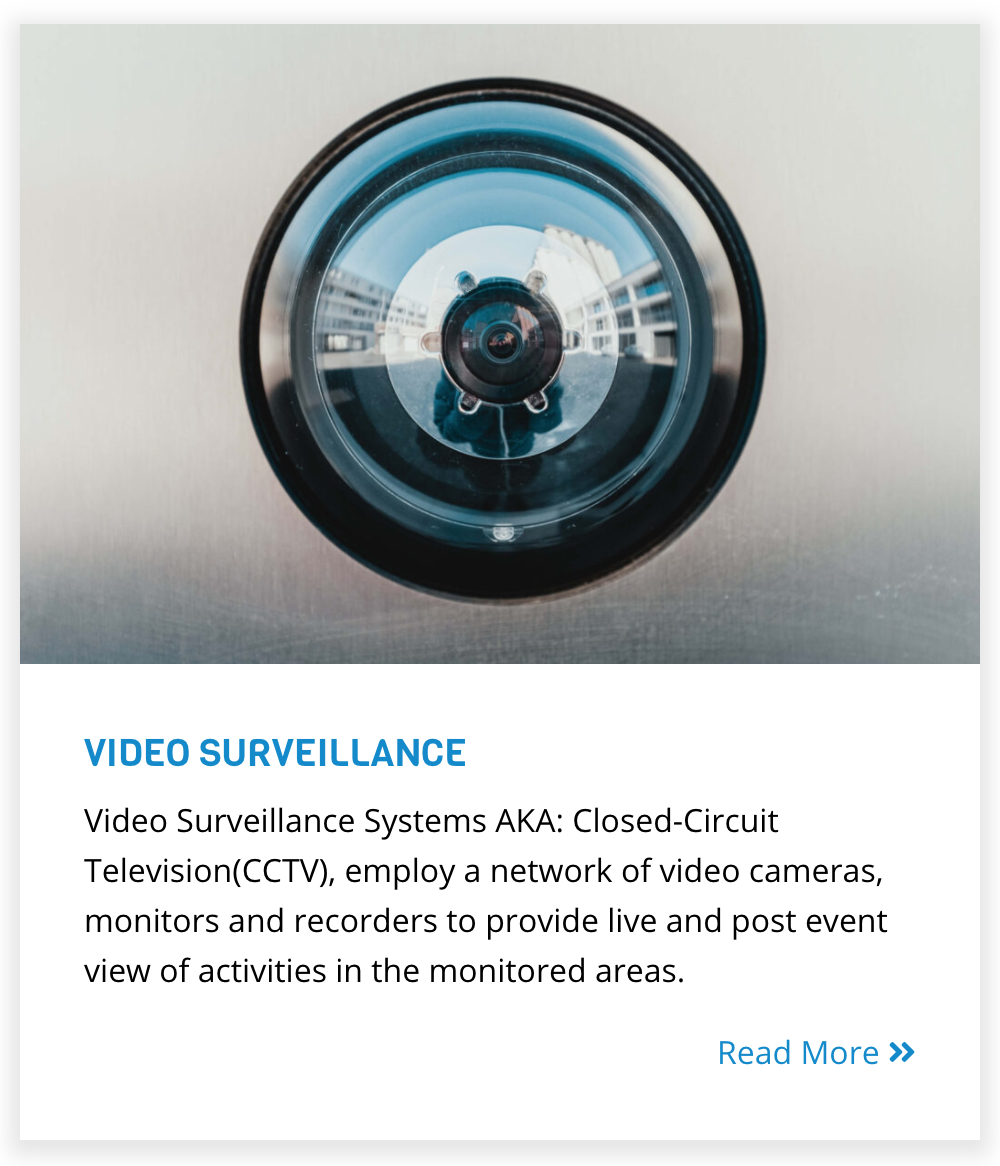 VIDEO SURVEILLANCE
Video Surveillance Systems AKA: Closed-Circuit
Television(CCTV), employ a network of video cameras,
monitors and recorders to provide live and post event
view of activities in the monitored areas.
Read More »